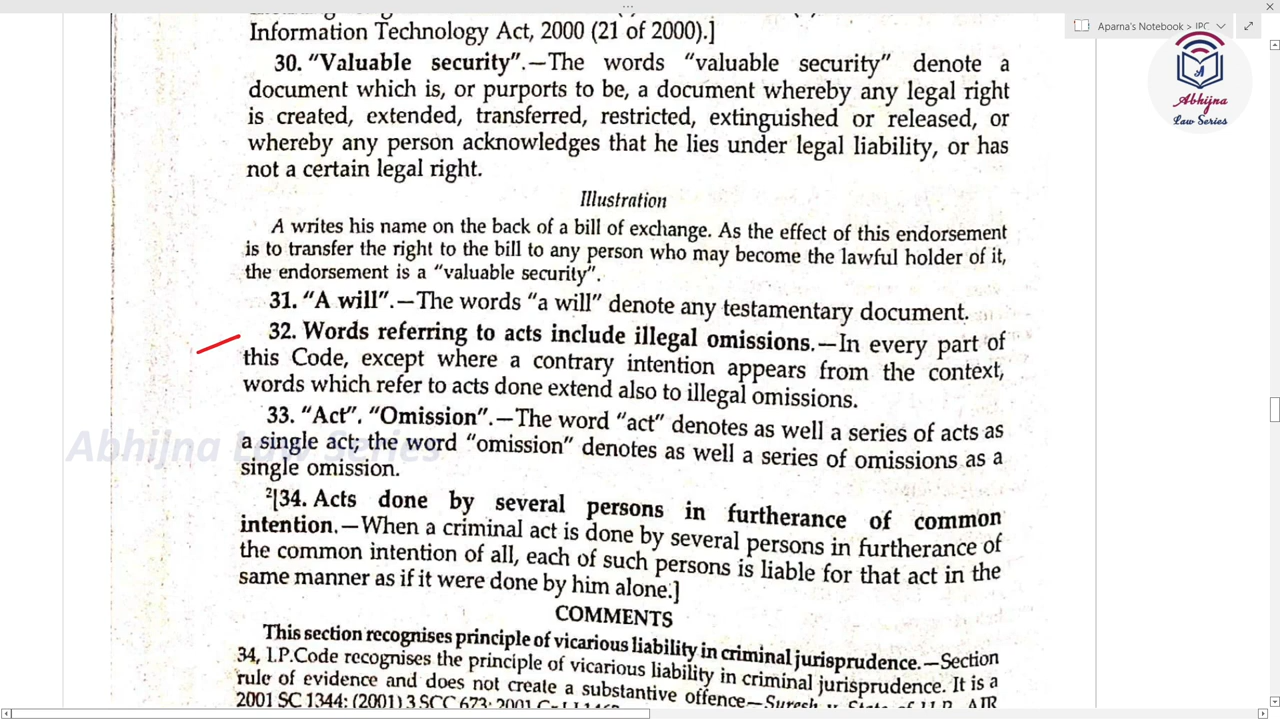 Information Technology Act, 2000 (21 of 2000).]
Aparna's Notebook > IPC
Abhijna
Law Series
30. “Valuable security”.—The words “valuable security” denote a
document which is, or purports to be, a document whereby any legal right
is created, extended, transferred, restricted, extinguished or released, or
whereby any person acknowledges that he lies under legal liability, or has
not a certain legal right.
Illustration
A writes his name on the back of a bill of exchange. As the effect of this endorsement
is to transfer the right to the bill to any person who may become the lawful holder of it,
the endorsement is a “valuable security”.
31. “A will”.—The words “a will” denote any testamentary document.
32. Words referring to acts include illegal omissions.—In every part of
this Code, except where a contrary intention appears from the context,
words which refer to acts done extend also to illegal omissions.
33. “Act”. “Omission”.—The word “act” denotes as well a series of acts as
a single act; the word “omission” denotes as well a series of omissions as a
single omission.
Abhijna Law Series
2[34. Acts done by several persons in furtherance of common
intention.—When a criminal act is done by several persons in furtherance of
the common intention of all, each of such persons is liable for that act in the
same manner as if it were done by him alone.]
COMMENTS
This section recognises principle of vicarious liability in criminal jurisprudence.—Section
34, I.P.Code recognises the principle of vicarious liability in criminal jurisprudence. It is a
rule of evidence and does not create a substantive offence—Suresh v. State of U.P. AIR
2001 SC 1344: (2001) 3 SCC 673: 2001